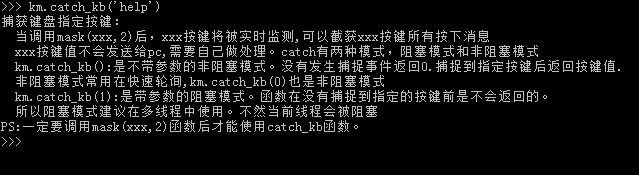 >>> km.catch_kb('help')
捕获键盘指定按键:
当调用mask(xxx,2)后，xxx按键将被实时监测,可以截获xxx按键所有按下消息
xxx按键值不会发送给pc,需要自己做处理。catch有两种模式，阻塞模式和非阻塞模式
km.catch_kb():是不带参数的非阻塞模式。没有发生捕捉事件返回0.捕捉到指定按键后返回按键值.
非阻塞模式常用在快速轮询,km.catch_kb(0)也是非阻塞模式
km.catch_kb(1):是带参数的阻塞模式。函数在没有捕捉到指定的按键前是不会返回的。
所以阻塞模式建议在多线程中使用。不然当前线程会被阻塞
PS:一定要调用mask(xxx,2)函数后才能使用catch_kb函数。
>>>